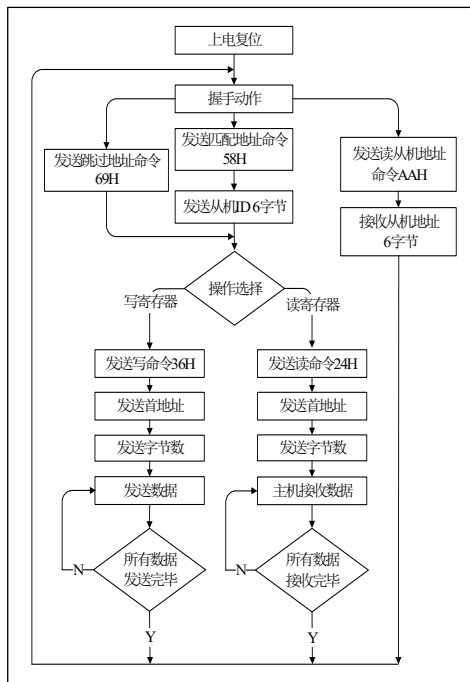 上电复位
握手动作
发送跳过地址命令
69H
发送匹配地址命令
58H
发送从机ID 6字节
发送读从机地址
命令AAH
接收从机地址
6字节
操作选择
写寄存器
读寄存器
发送写命令36H
发送读命令24H
发送首地址
发送首地址
发送字节数
发送字节数
发送数据
主机接收数据
所有数据
发送完毕
N
所有数据
接收完毕
N
Y
Y